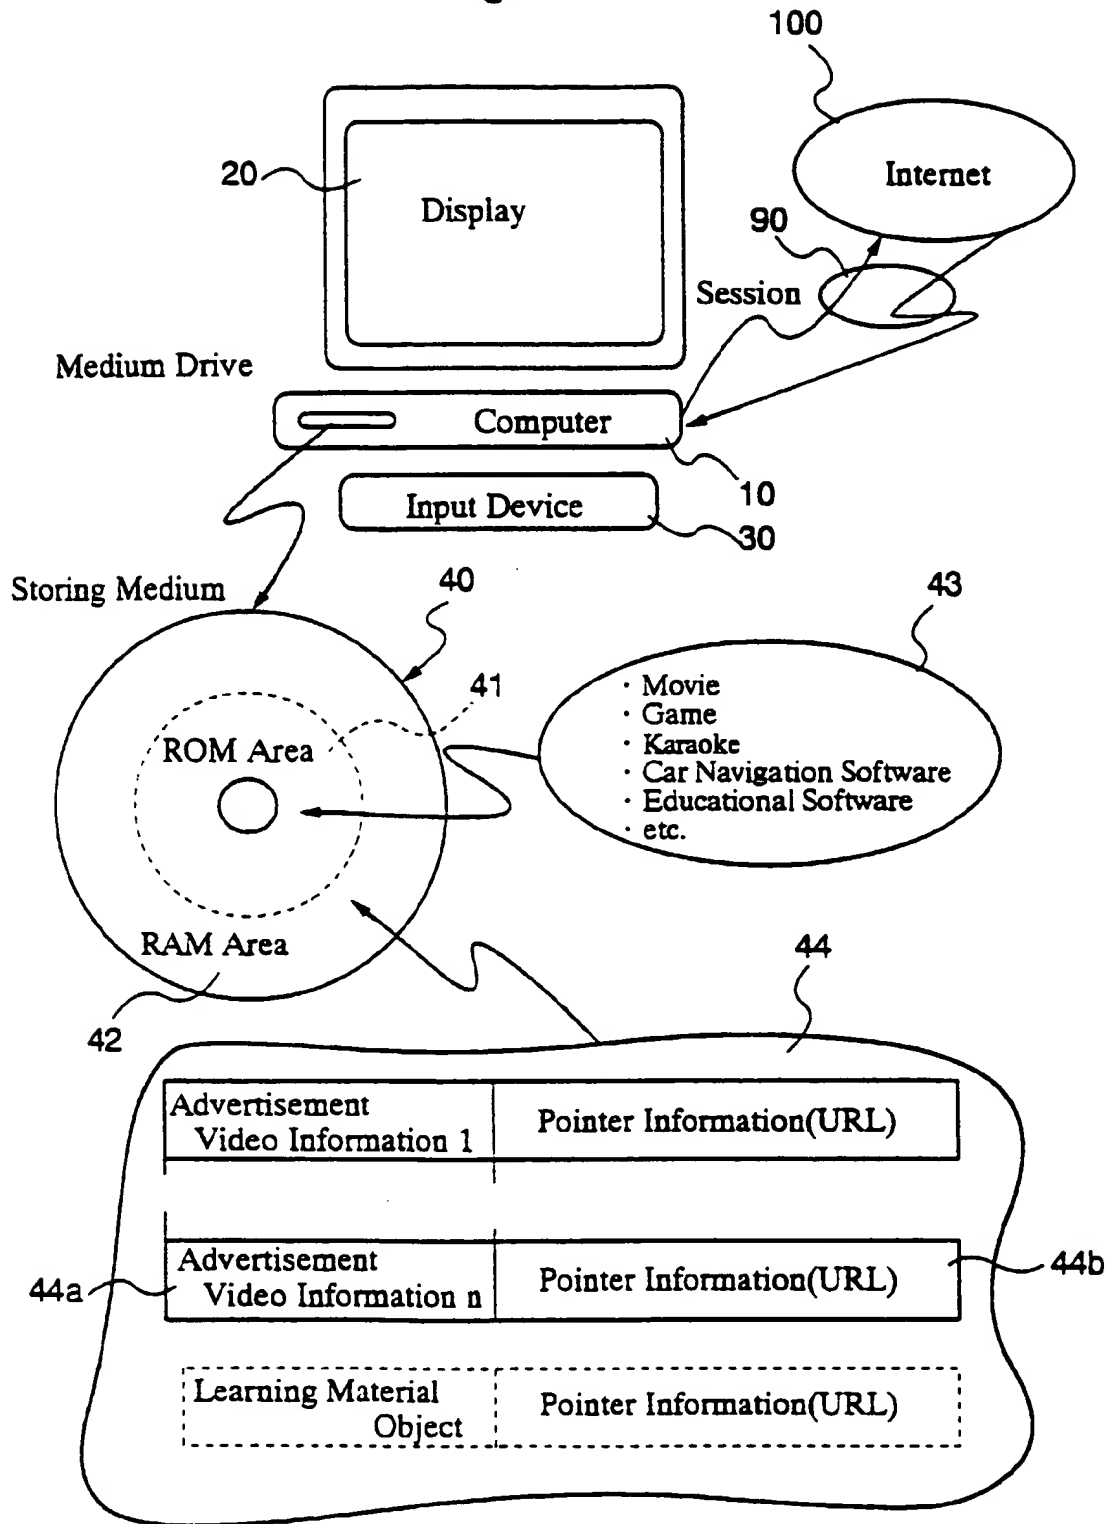 100
20
Display
Internet
90
Session
Medium Drive
Computer
10
Input Device
30
Storing Medium
40
43
41
ROM Area
· Movie
· Game
· Karaoke
· Car Navigation Software
· Educational Software
· etc.
RAM Area
42
44
Advertisement
Video Information 1
Pointer Information(URL)
Advertisement
Video Information n
Pointer Information(URL)
44a
44b
Learning Material
Object
Pointer Information(URL)